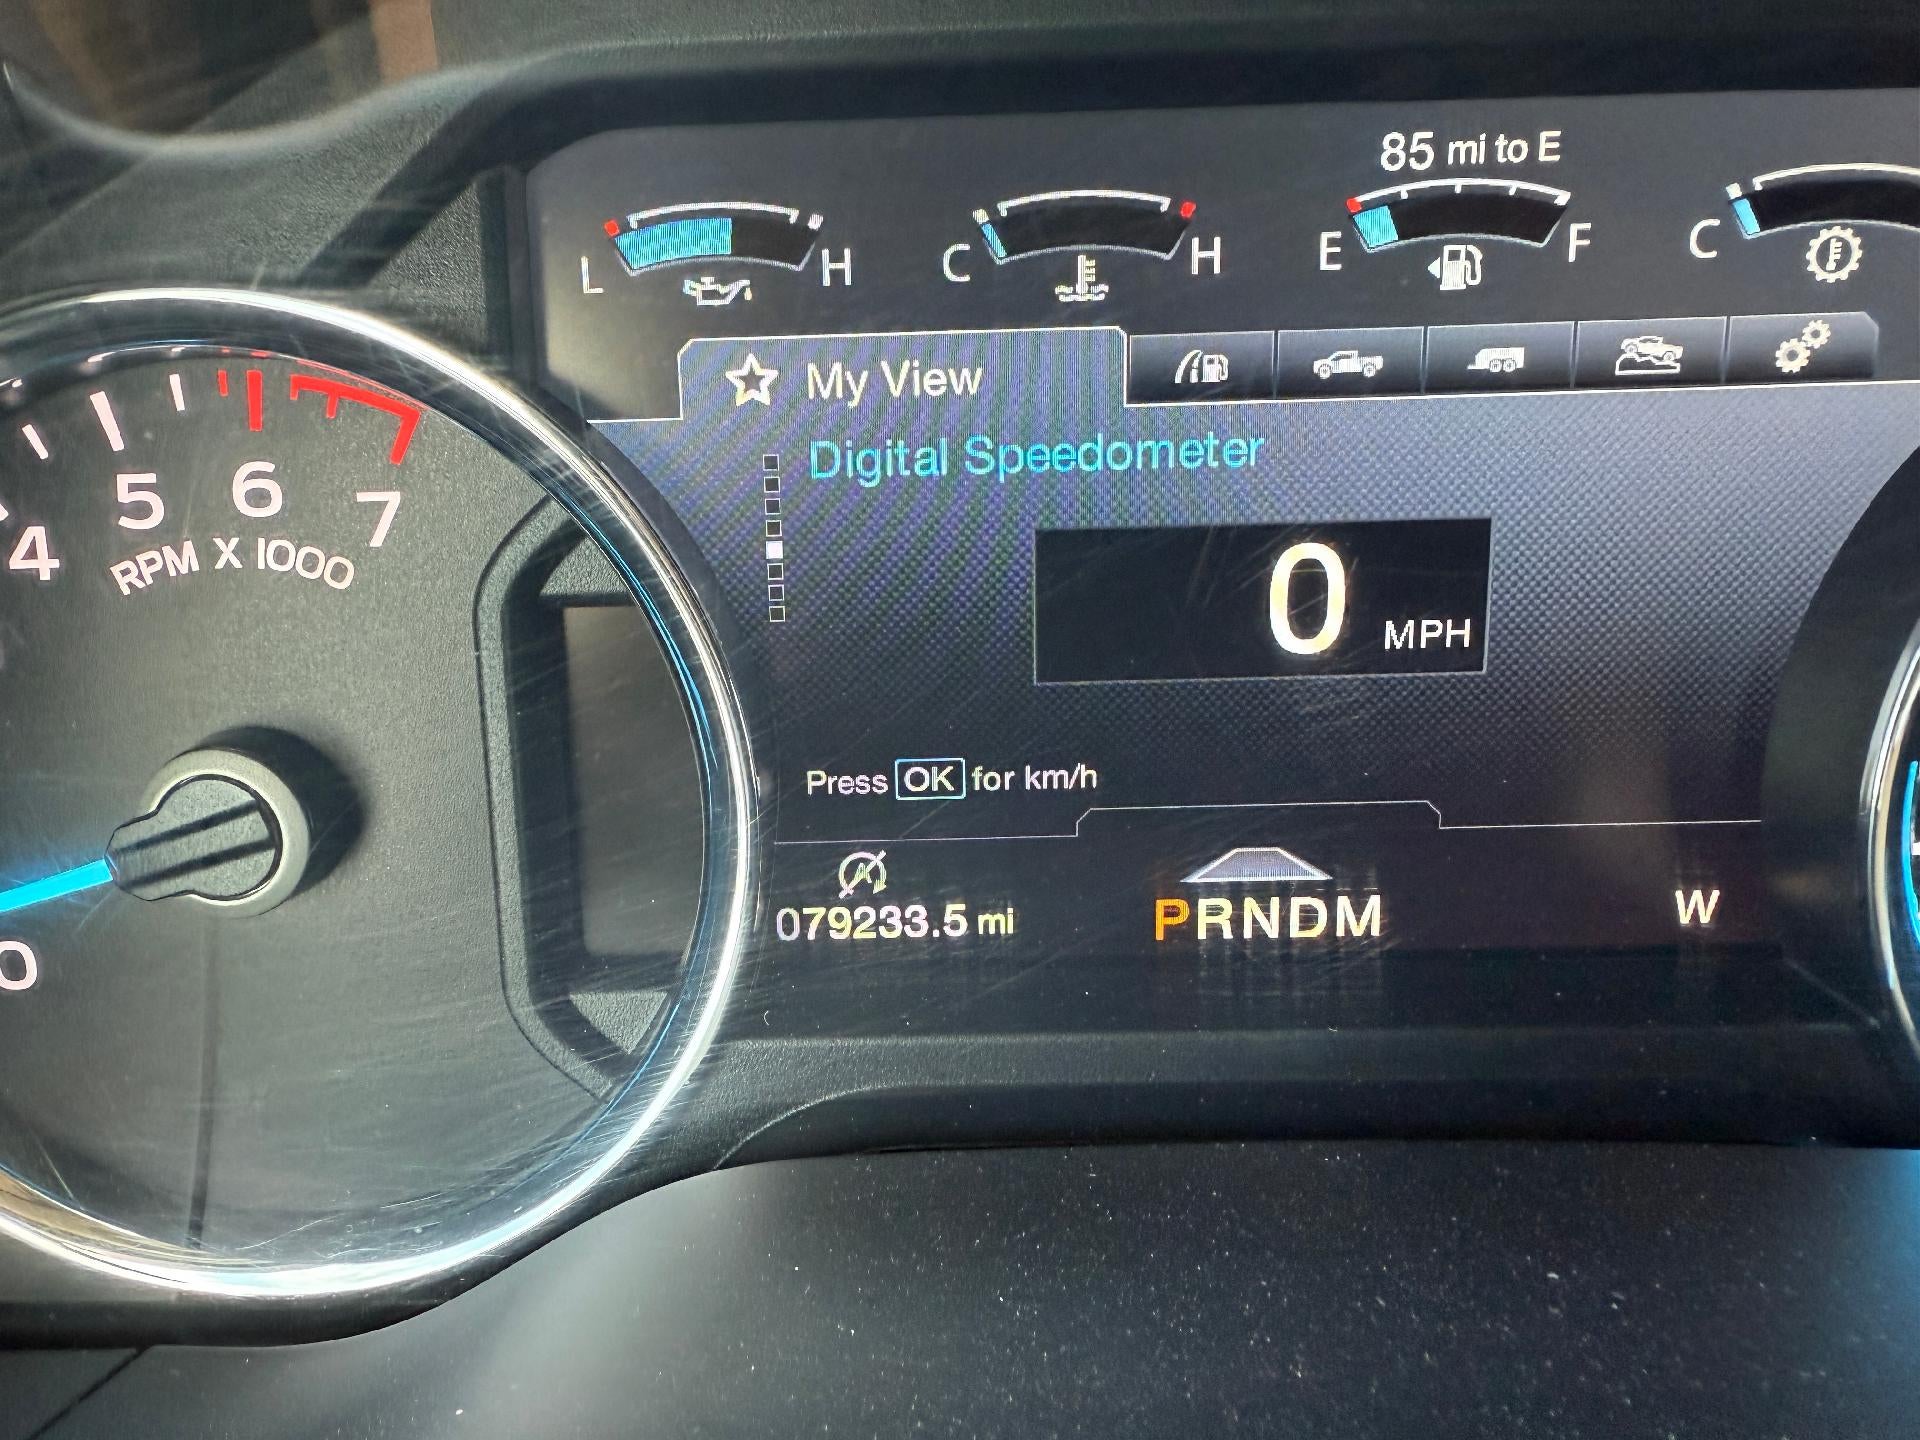 85 mi to E
L H C H E F C
My View
Digital Speedometer
4 5 6 7
RPM X 1000
0 MPH
Press OK for km/h
079233.5 mi
PRNDM
W
0